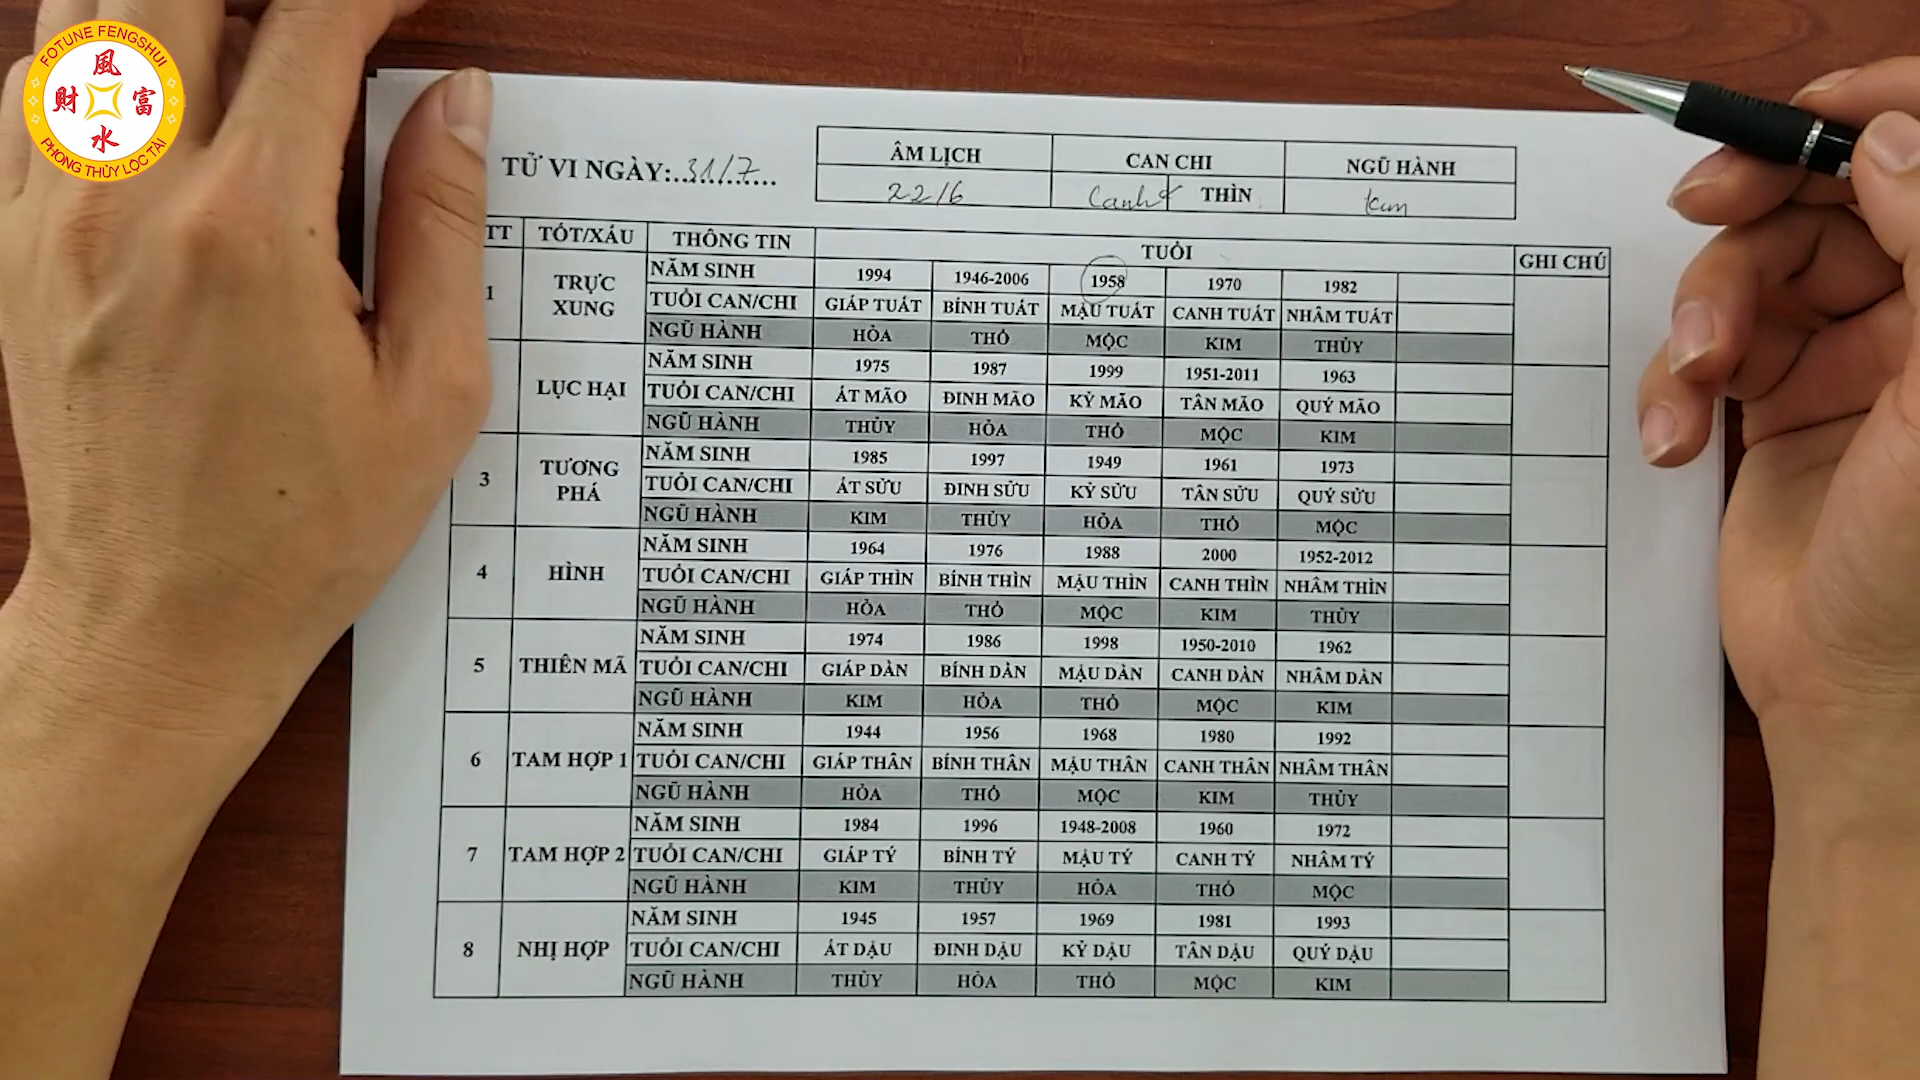 FOTUNE FENGSHUI
風
財 富
水
PHONG THỦY LỘC TÀI
TỬ VI NGÀY:.31/7............
ÂM LỊCH CAN CHI NGŨ HÀNH
22/6 Canh THÌN Kim
TT TỐT/XẤU THÔNG TIN TUỔI GHI CHÚ
1 TRỰC XUNG NĂM SINH 1994 1946-2006 1958 1970 1982
TUỔI CAN/CHI GIÁP TUẤT BÍNH TUẤT MẬU TUẤT CANH TUẤT NHÂM TUẤT
NGŨ HÀNH HỎA THỔ MỘC KIM THỦY
LỤC HẠI NĂM SINH 1975 1987 1999 1951-2011 1963
TUỔI CAN/CHI ẤT MÃO ĐINH MÃO KỶ MÃO TÂN MÃO QUÝ MÃO
NGŨ HÀNH THỦY HỎA THỔ MỘC KIM
3 TƯƠNG PHÁ NĂM SINH 1985 1997 1949 1961 1973
TUỔI CAN/CHI ẤT SỬU ĐINH SỬU KỶ SỬU TÂN SỬU QUÝ SỬU
NGŨ HÀNH KIM THỦY HỎA THỔ MỘC
4 HÌNH NĂM SINH 1964 1976 1988 2000 1952-2012
TUỔI CAN/CHI GIÁP THÌN BÍNH THÌN MẬU THÌN CANH THÌN NHÂM THÌN
NGŨ HÀNH HỎA THỔ MỘC KIM THỦY
5 THIÊN MÃ NĂM SINH 1974 1986 1998 1950-2010 1962
TUỔI CAN/CHI GIÁP DẦN BÍNH DẦN MẬU DẦN CANH DẦN NHÂM DẦN
NGŨ HÀNH KIM HỎA THỔ MỘC KIM
6 TAM HỢP 1 NĂM SINH 1944 1956 1968 1980 1992
TUỔI CAN/CHI GIÁP THÂN BÍNH THÂN MẬU THÂN CANH THÂN NHÂM THÂN
NGŨ HÀNH HỎA THỔ MỘC KIM THỦY
7 TAM HỢP 2 NĂM SINH 1984 1996 1948-2008 1960 1972
TUỔI CAN/CHI GIÁP TÝ BÍNH TÝ MẬU TÝ CANH TÝ NHÂM TÝ
NGŨ HÀNH KIM THỦY HỎA THỔ MỘC
8 NHỊ HỢP NĂM SINH 1945 1957 1969 1981 1993
TUỔI CAN/CHI ẤT DẬU ĐINH DẬU KỶ DẬU TÂN DẬU QUÝ DẬU
NGŨ HÀNH THỦY HỎA THỔ MỘC KIM